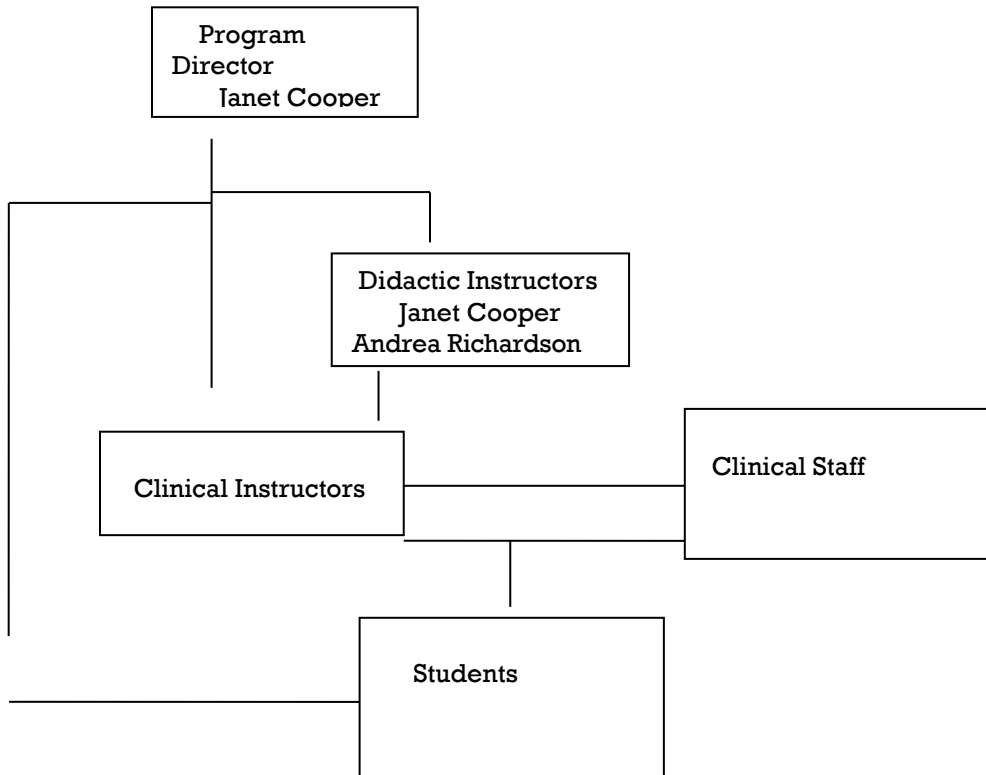 Program
Director
Janet Cooper
Didactic Instructors
Janet Cooper
Andrea Richardson
Clinical Staff
Clinical Instructors
Students